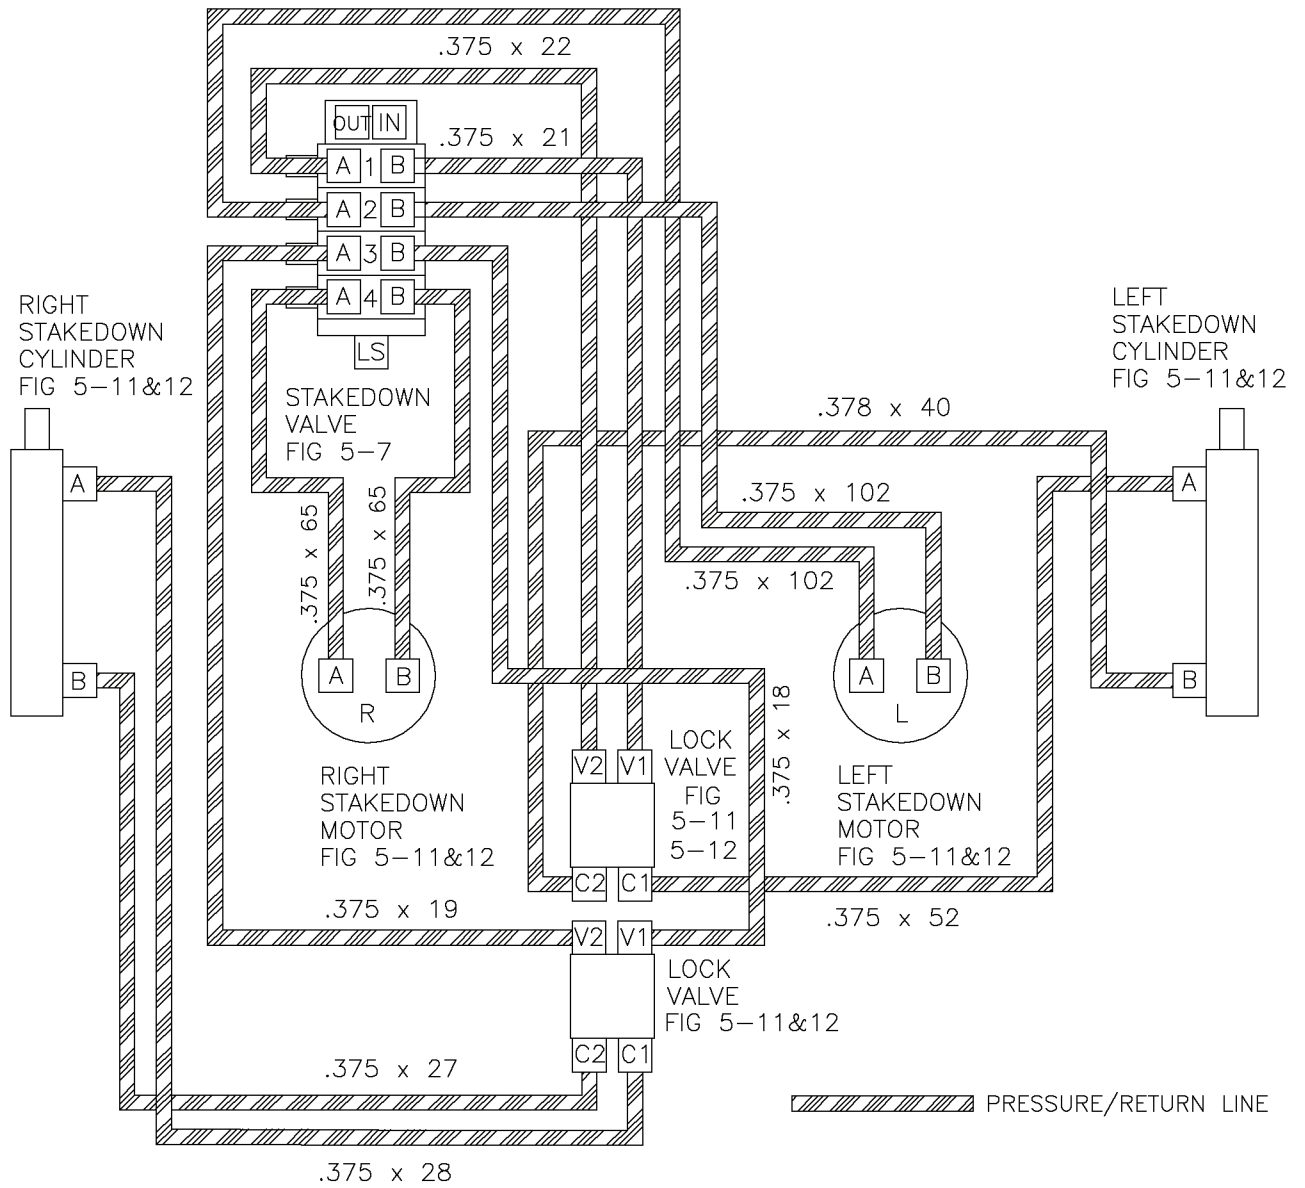 .375 x 22
OUT IN
.375 x 21
A 1 B
A 2 B
A 3 B
A 4 B
LS
RIGHT
STAKEDOWN
CYLINDER
FIG 5-11&12
LEFT
STAKEDOWN
CYLINDER
FIG 5-11&12
STAKEDOWN
VALVE
FIG 5-7
.378 x 40
A
A
.375 x 102
.375 x 65
.375 x 65
.375 x 102
B
A B
R
A B
L
B
.375 x 18
LOCK
VALVE
FIG
5-11
5-12
V2 V1
RIGHT
STAKEDOWN
MOTOR
FIG 5-11&12
LEFT
STAKEDOWN
MOTOR
FIG 5-11&12
C2 C1
.375 x 19
.375 x 52
V2 V1
LOCK
VALVE
FIG 5-11&12
C2 C1
.375 x 27
PRESSURE/RETURN LINE
.375 x 28